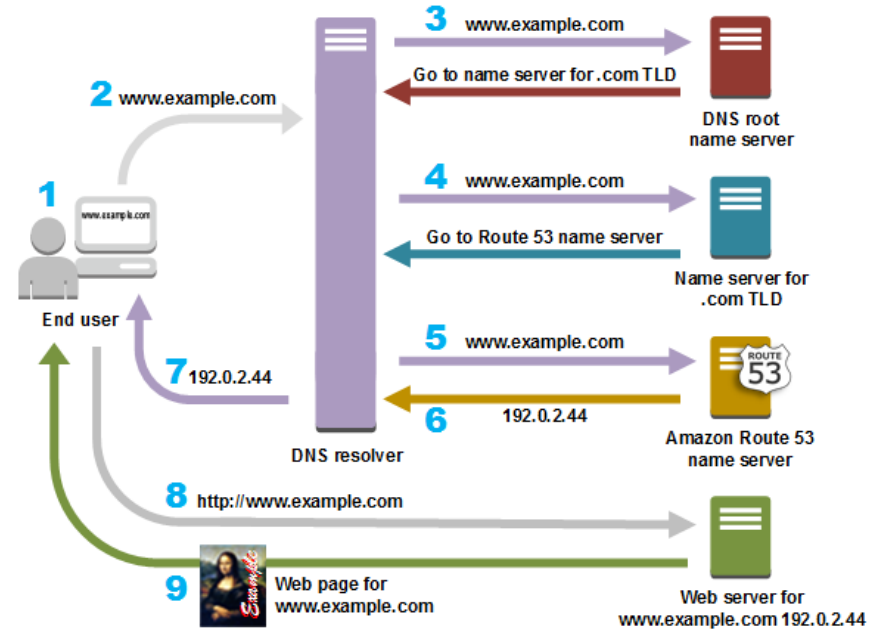 3 www.example.com
Go to name server for .com TLD
DNS root
name server
2 www.example.com
1
www.example.com
End user
4 www.example.com
Go to Route 53 name server
Name server for
.com TLD
5 www.example.com
ROUTE
53
6 192.0.2.44
Amazon Route 53
name server
7 192.0.2.44
DNS resolver
8 http://www.example.com
9
Example
Web page for
www.example.com
Web server for
www.example.com 192.0.2.44